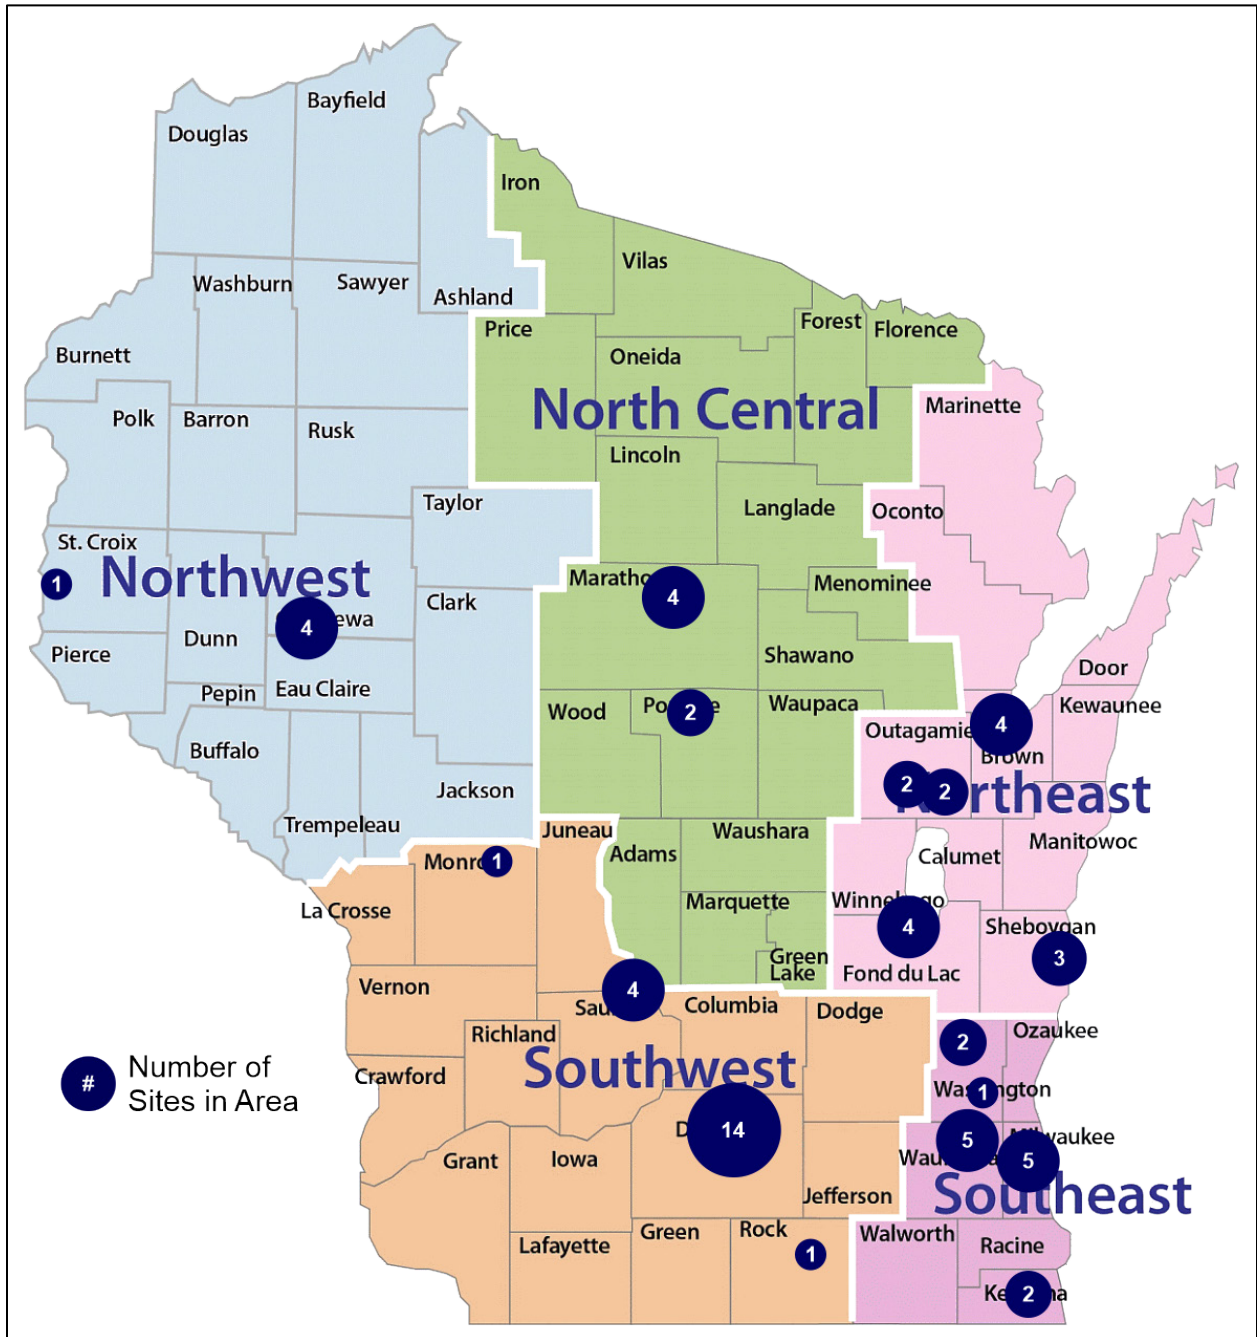 Bayfield
Douglas
Iron
Vilas
Washburn
Sawyer
Ashland
Price
Forest
Florence
Burnett
Oneida
North Central
Marinette
Polk
Barron
Rusk
Lincoln
Taylor
Langlade
Oconto
St. Croix
Northwest
1
4
ewa
Maratho
4
Menominee
Clark
Dunn
Pierce
Shawano
Door
Pepin
Eau Claire
Wood
Po
2
e
Waupaca
Kewaunee
Outagamie
4
Brown
Buffalo
2
2
rtheast
Jackson
Trempeleau
Juneau
Waushara
Manitowoc
Monro
1
Adams
Calumet
La Crosse
Marquette
Winnebago
4
Sheboygan
3
Green
Lake
Fond du Lac
Vernon
4
Sau
Columbia
Dodge
Richland
2
Ozaukee
Southwest
#
Number of
Sites in Area
Crawford
Was
1
ngton
D
14
5
5
waukee
Wau
Grant
Iowa
Jefferson
Southeast
Green
Rock
1
Walworth
Lafayette
Racine
Ke
2
a